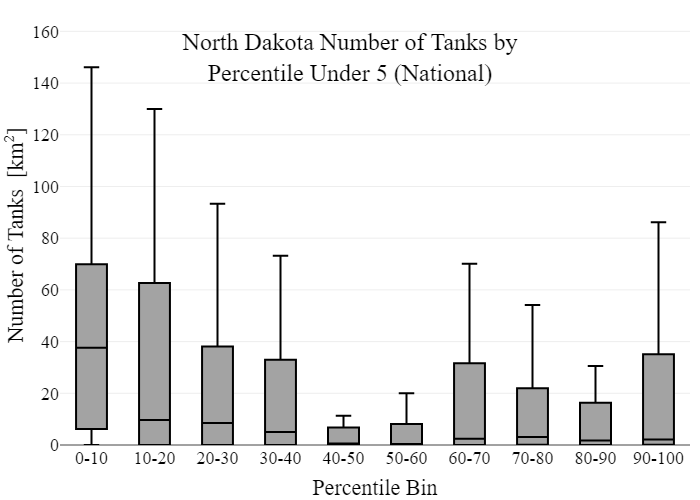 North Dakota Number of Tanks by
Percentile Under 5 (National)
Number of Tanks [km²]
160
140
120
100
80
60
40
20
0
0-10 10-20 20-30 30-40 40-50 50-60 60-70 70-80 80-90 90-100
Percentile Bin